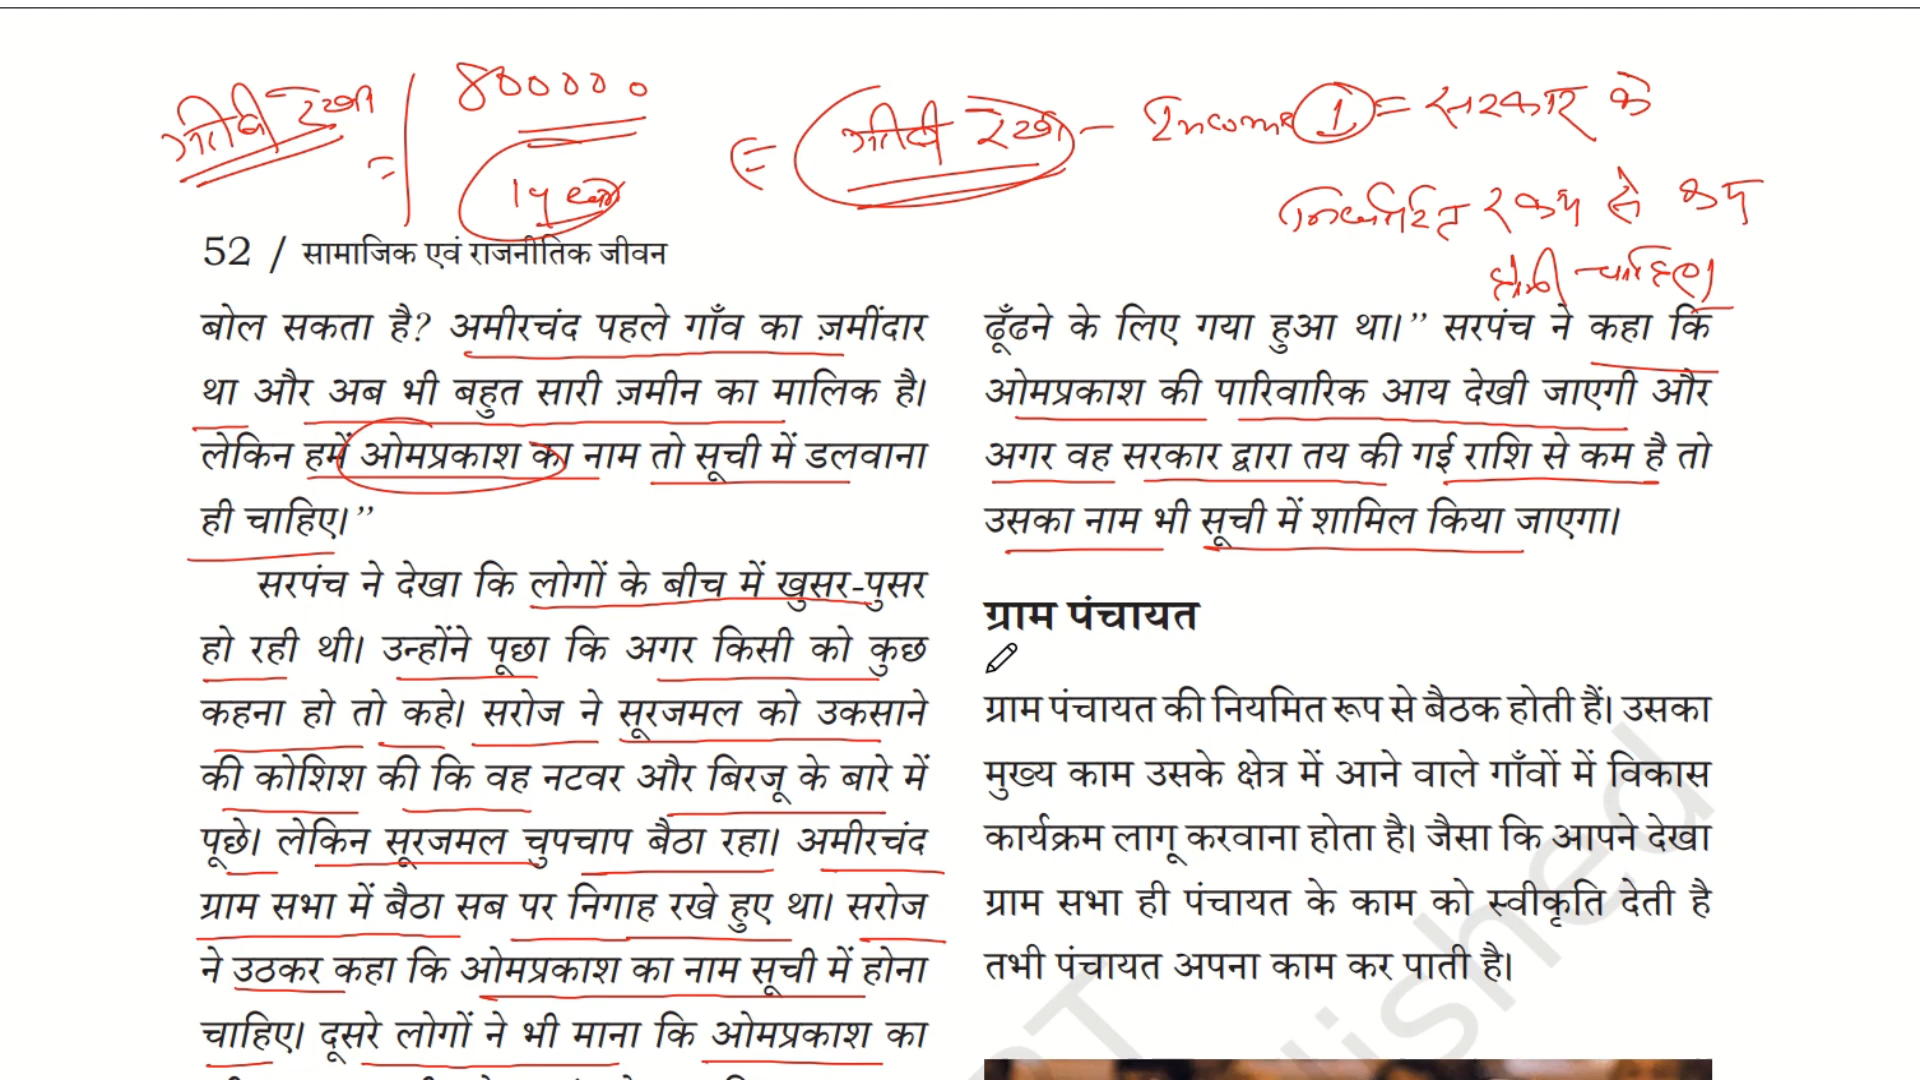 गरीबी रेखा = 800000
1 year
= गरीबी रेखा - Income 1 = सरकार के
निर्धारित रकम से कम
होनी चाहिए।
52 / सामाजिक एवं राजनीतिक जीवन
बोल सकता है? अमीरचंद पहले गाँव का ज़मींदार
था और अब भी बहुत सारी ज़मीन का मालिक है।
लेकिन हमें ओमप्रकाश का नाम तो सूची में डलवाना
ही चाहिए।”
सरपंच ने देखा कि लोगों के बीच में खुसर-पुसर
हो रही थी। उन्होंने पूछा कि अगर किसी को कुछ
कहना हो तो कहे। सरोज ने सूरजमल को उकसाने
की कोशिश की कि वह नटवर और बिरजू के बारे में
पूछे। लेकिन सूरजमल चुपचाप बैठा रहा। अमीरचंद
ग्राम सभा में बैठा सब पर निगाह रखे हुए था। सरोज
ने उठकर कहा कि ओमप्रकाश का नाम सूची में होना
चाहिए। दूसरे लोगों ने भी माना कि ओमप्रकाश का
ढूँढने के लिए गया हुआ था।” सरपंच ने कहा कि
ओमप्रकाश की पारिवारिक आय देखी जाएगी और
अगर वह सरकार द्वारा तय की गई राशि से कम है तो
उसका नाम भी सूची में शामिल किया जाएगा।
ग्राम पंचायत
ग्राम पंचायत की नियमित रूप से बैठक होती हैं। उसका
मुख्य काम उसके क्षेत्र में आने वाले गाँवों में विकास
कार्यक्रम लागू करवाना होता है। जैसा कि आपने देखा
ग्राम सभा ही पंचायत के काम को स्वीकृति देती है
तभी पंचायत अपना काम कर पाती है।